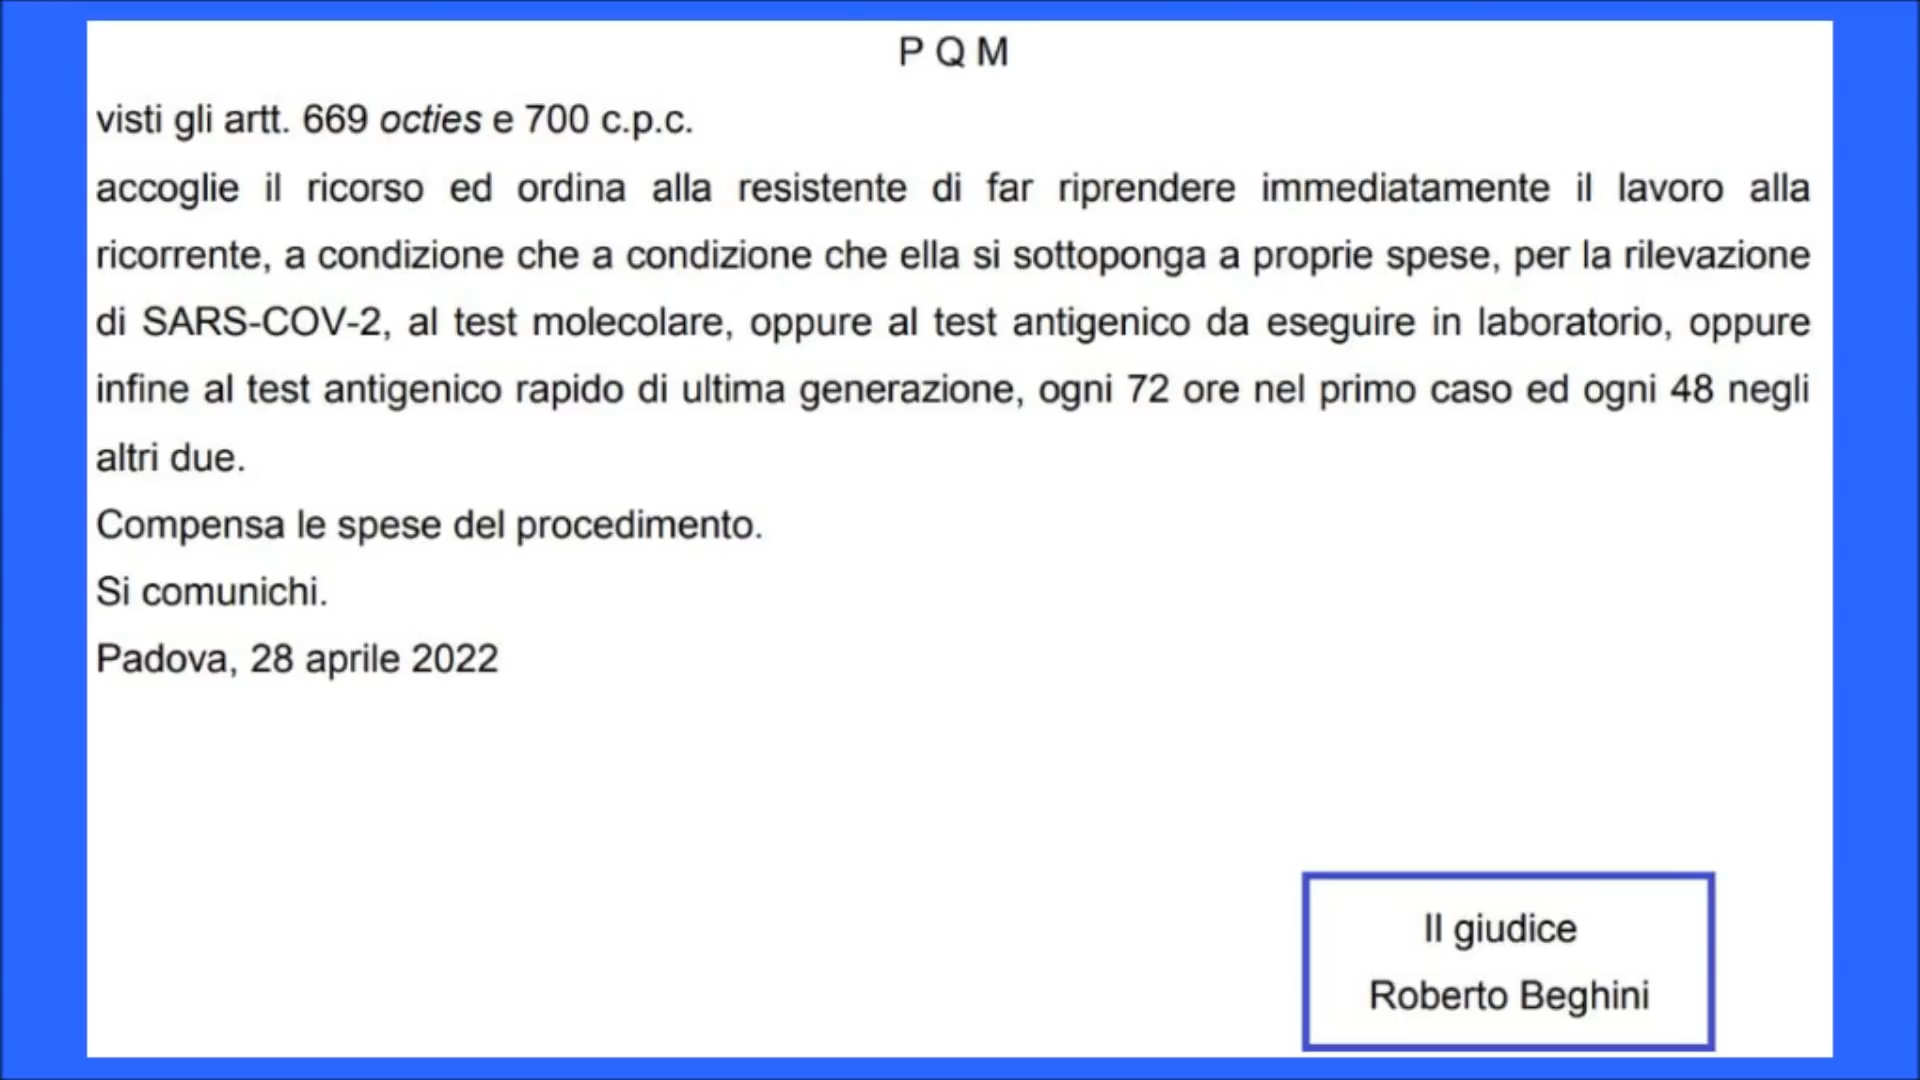 P Q M
visti gli artt. 669 octies e 700 c.p.c.
accoglie il ricorso ed ordina alla resistente di far riprendere immediatamente il lavoro alla
ricorrente, a condizione che a condizione che ella si sottoponga a proprie spese, per la rilevazione
di SARS-COV-2, al test molecolare, oppure al test antigenico da eseguire in laboratorio, oppure
infine al test antigenico rapido di ultima generazione, ogni 72 ore nel primo caso ed ogni 48 negli
altri due.
Compensa le spese del procedimento.
Si comunichi.
Padova, 28 aprile 2022
Il giudice
Roberto Beghini